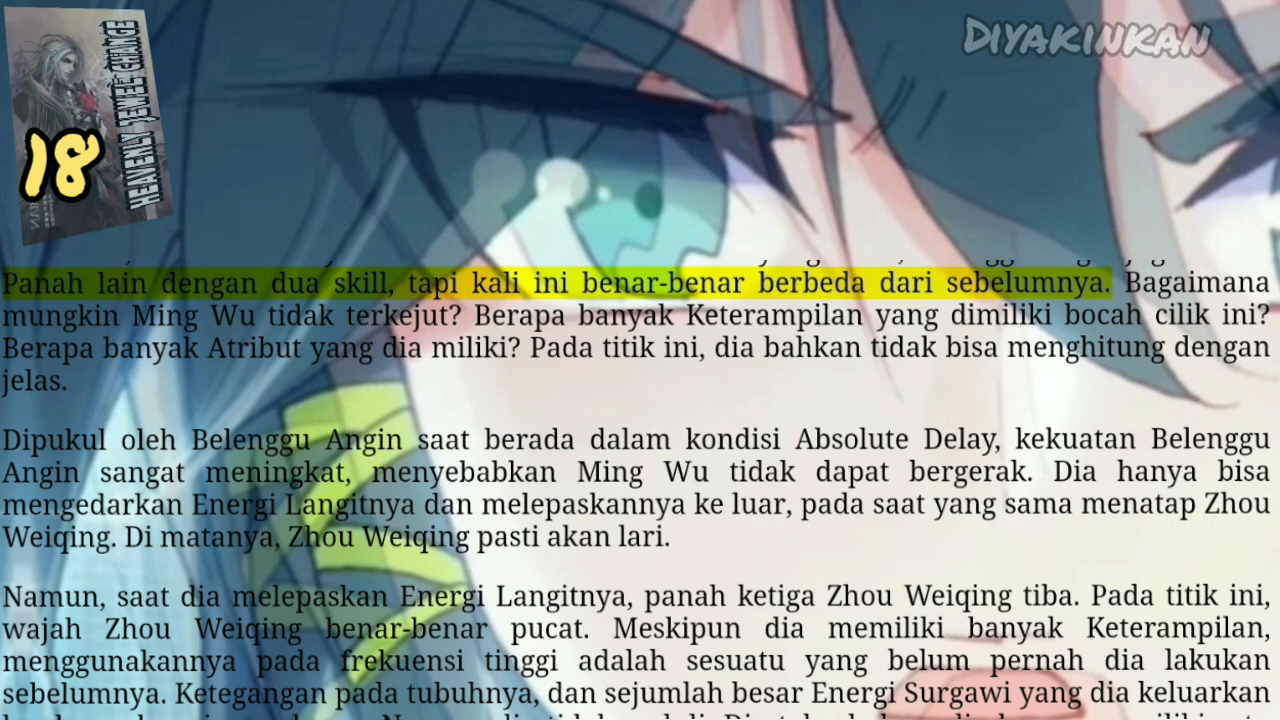 DIYAKINKAN
HEAVENLY JEWEL CHANGE
18
Panah lain dengan dua skill, tapi kali ini benar-benar berbeda dari sebelumnya. Bagaimana
mungkin Ming Wu tidak terkejut? Berapa banyak Keterampilan yang dimiliki bocah cilik ini?
Berapa banyak Atribut yang dia miliki? Pada titik ini, dia bahkan tidak bisa menghitung dengan
jelas.
Dipukul oleh Belenggu Angin saat berada dalam kondisi Absolute Delay, kekuatan Belenggu
Angin sangat meningkat, menyebabkan Ming Wu tidak dapat bergerak. Dia hanya bisa
mengedarkan Energi Langitnya dan melepaskannya ke luar, pada saat yang sama menatap Zhou
Weiqing. Di matanya, Zhou Weiqing pasti akan lari.
Namun, saat dia melepaskan Energi Langitnya, panah ketiga Zhou Weiqing tiba. Pada titik ini,
wajah Zhou Weiqing benar-benar pucat. Meskipun dia memiliki banyak Keterampilan,
menggunakannya pada frekuensi tinggi adalah sesuatu yang belum pernah dia lakukan
sebelumnya. Ketegangan pada tubuhnya, dan sejumlah besar Energi Surgawi yang dia keluarkan